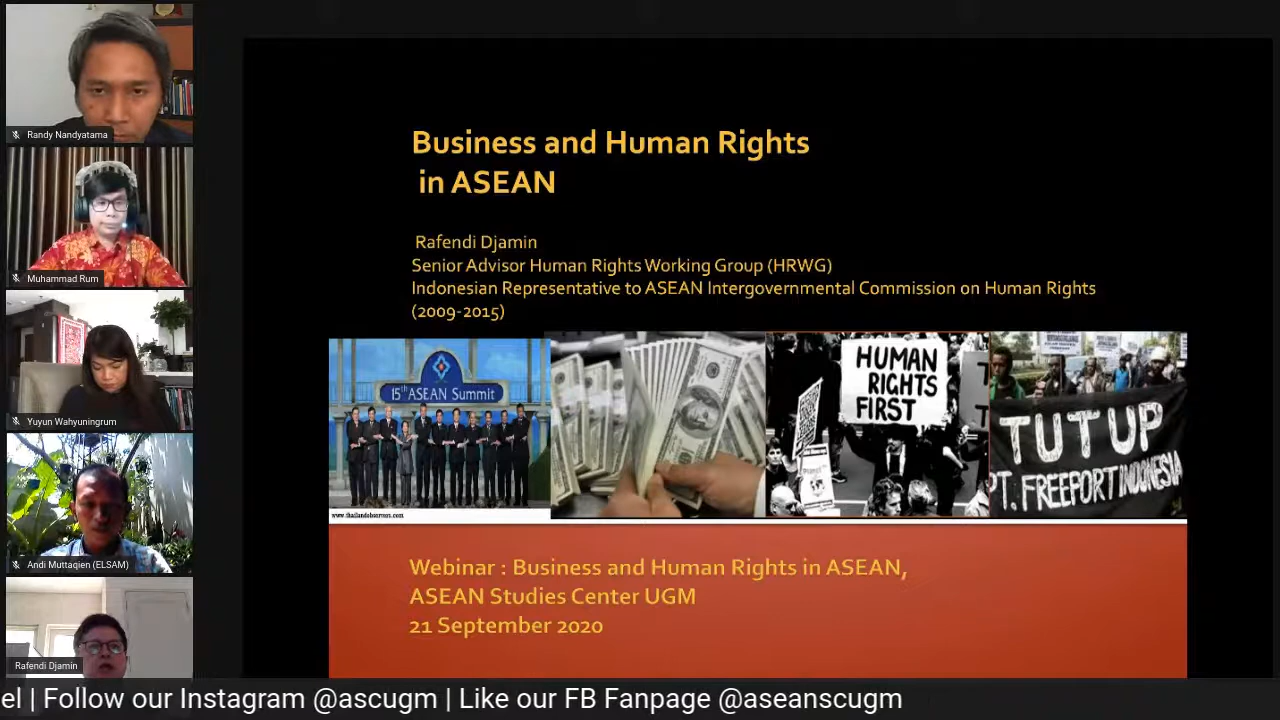 Randy Nandyatama
Muhammad Rum
Yuyun Wahyuningrum
Andi Muttaqien (ELSAM)
Rafendi Djamin
Business and Human Rights
in ASEAN
Rafendi Djamin
Senior Advisor Human Rights Working Group (HRWG)
Indonesian Representative to ASEAN Intergovernmental Commission on Human Rights
(2009-2015)
15th ASEAN Summit
www.thailandobserver.com
HUMAN
RIGHTS
FIRST
TUTUP
PT. FREEPORT INDONESIA
Webinar : Business and Human Rights in ASEAN,
ASEAN Studies Center UGM
21 September 2020
el | Follow our Instagram @ascugm | Like our FB Fanpage @aseanscugm